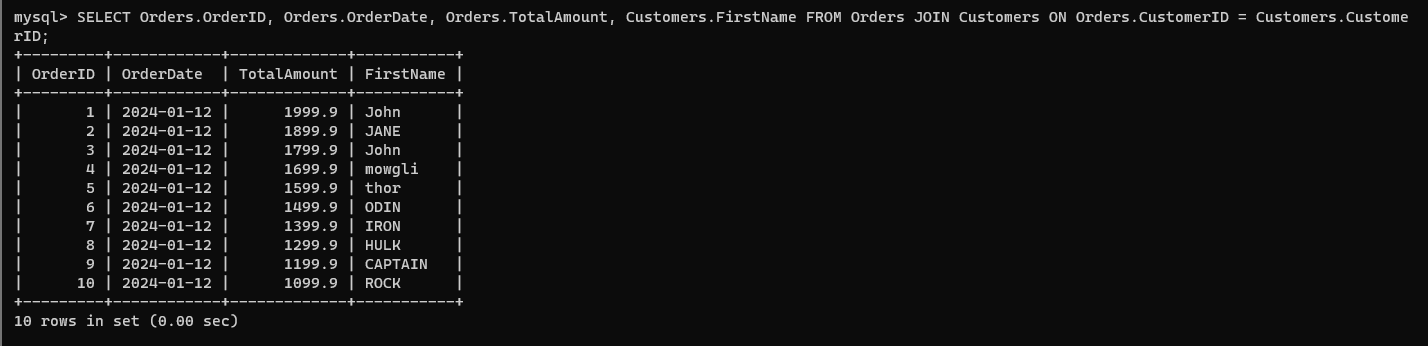 mysql> SELECT Orders.OrderID, Orders.OrderDate, Orders.TotalAmount, Customers.FirstName FROM Orders JOIN Customers ON Orders.CustomerID = Customers.Custome
rID;
+---------+------------+-------------+-----------+
| OrderID | OrderDate  | TotalAmount | FirstName |
+---------+------------+-------------+-----------+
|       1 | 2024-01-12 |      1999.9 | John      |
|       2 | 2024-01-12 |      1899.9 | JANE      |
|       3 | 2024-01-12 |      1799.9 | John      |
|       4 | 2024-01-12 |      1699.9 | mowgli    |
|       5 | 2024-01-12 |      1599.9 | thor      |
|       6 | 2024-01-12 |      1499.9 | ODIN      |
|       7 | 2024-01-12 |      1399.9 | IRON      |
|       8 | 2024-01-12 |      1299.9 | HULK      |
|       9 | 2024-01-12 |      1199.9 | CAPTAIN   |
|      10 | 2024-01-12 |      1099.9 | ROCK      |
+---------+------------+-------------+-----------+
10 rows in set (0.00 sec)